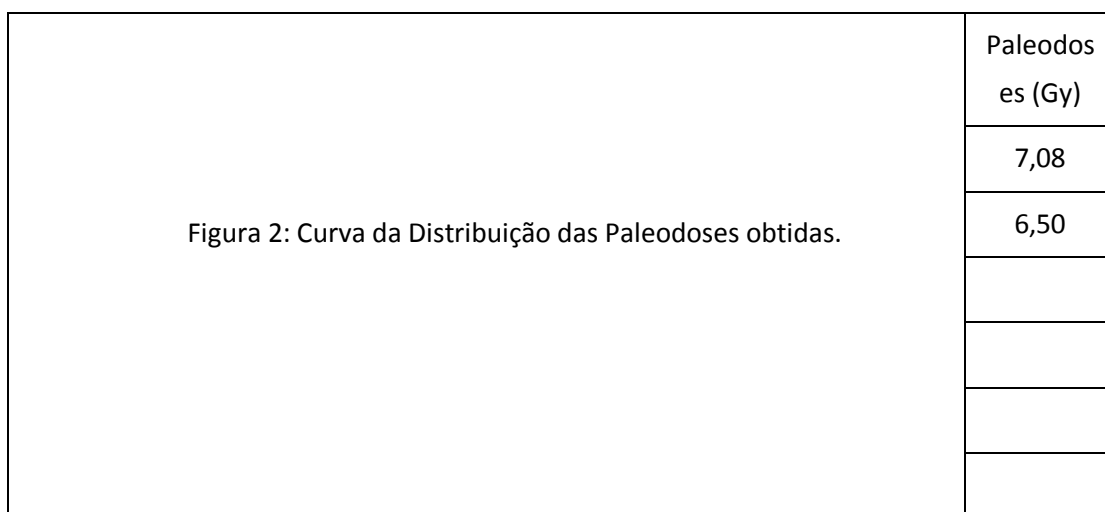 Paleodos
es (Gy)
7,08
6,50
Figura 2: Curva da Distribuição das Paleodoses obtidas.